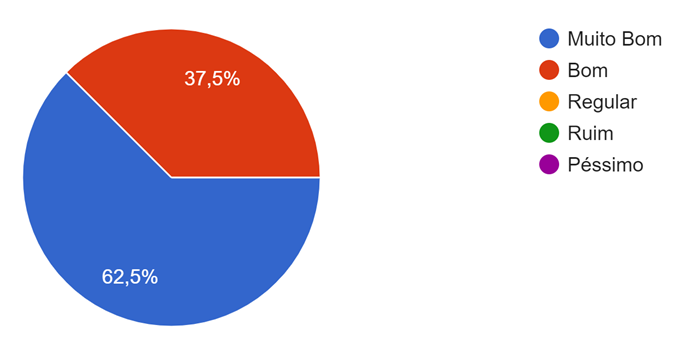 37,5%
62,5%
Muito Bom
Bom
Regular
Ruim
Péssimo